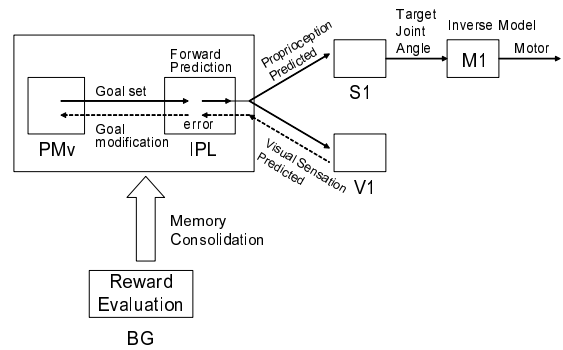 Target
Joint
Angle
Inverse Model
Motor
M1
S1
Proprioception
Predicted
Forward
Prediction
Goal set
error
Goal
modification
PMv
IPL
Visual Sensation
Predicted
V1
Memory
Consolidation
Reward
Evaluation
BG